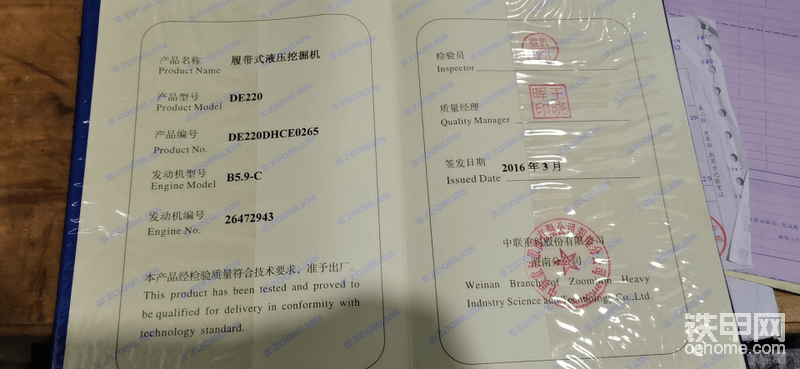 产品名称 履带式液压挖掘机
Product Name
产品型号 DE220
Product Model
产品编号 DE220DHCE0265
Product No.
发动机型号 B5.9-C
Engine Model
发动机编号 26472943
Engine No.
本产品经检验质量符合技术要求，准于出厂。
This product has been tested and proved to
be qualified for delivery in conformity with
technology standard.
检验员
Inspector
质量经理
Quality Manager
签发日期 2016 年 3 月
Issued Date
中联重科股份有限公司
渭南分公司
Weinan Branch of Zoomlion Heavy
Industry Science and Technology Co.,Ltd.
ZOOMLION
铁甲网
cehome.com